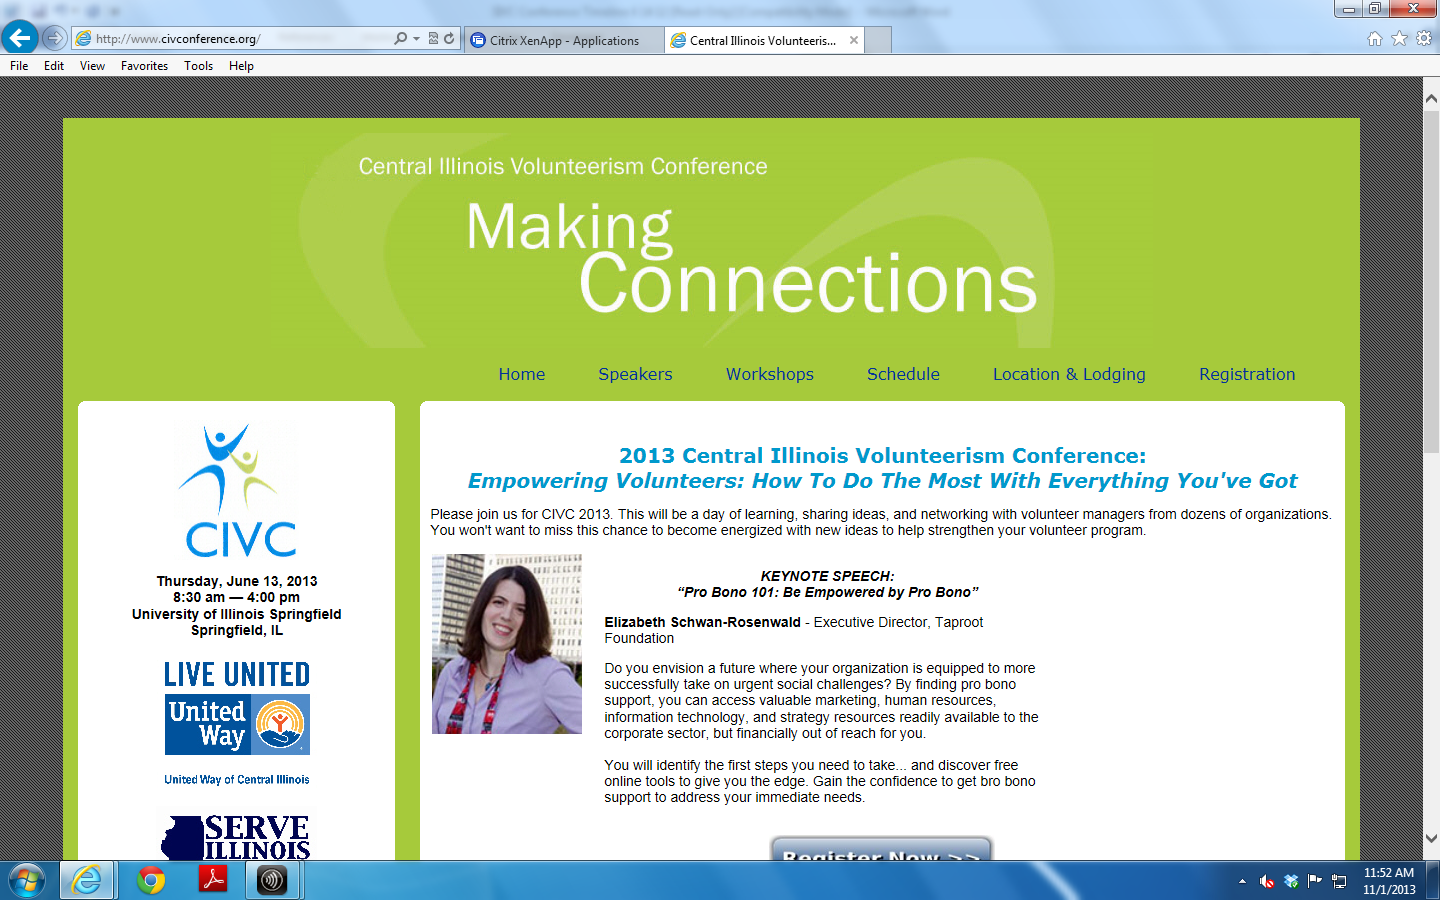 http://www.civconference.org/
Citrix XenApp - Applications
Central Illinois Volunteeris...
File Edit View Favorites Tools Help
Central Illinois Volunteerism Conference
Making
Connections
Home Speakers Workshops Schedule Location & Lodging Registration
CIVC
Thursday, June 13, 2013
8:30 am — 4:00 pm
University of Illinois Springfield
Springfield, IL
LIVE UNITED
United
Way
United Way of Central Illinois
SERVE
ILLINOIS
2013 Central Illinois Volunteerism Conference:
Empowering Volunteers: How To Do The Most With Everything You've Got
Please join us for CIVC 2013. This will be a day of learning, sharing ideas, and networking with volunteer managers from dozens of organizations.
You won't want to miss this chance to become energized with new ideas to help strengthen your volunteer program.
KEYNOTE SPEECH:
“Pro Bono 101: Be Empowered by Pro Bono”
Elizabeth Schwan-Rosenwald - Executive Director, Taproot
Foundation
Do you envision a future where your organization is equipped to more
successfully take on urgent social challenges? By finding pro bono
support, you can access valuable marketing, human resources,
information technology, and strategy resources readily available to the
corporate sector, but financially out of reach for you.
You will identify the first steps you need to take... and discover free
online tools to give you the edge. Gain the confidence to get bro bono
support to address your immediate needs.
Register Now >>
11:52 AM
11/1/2013